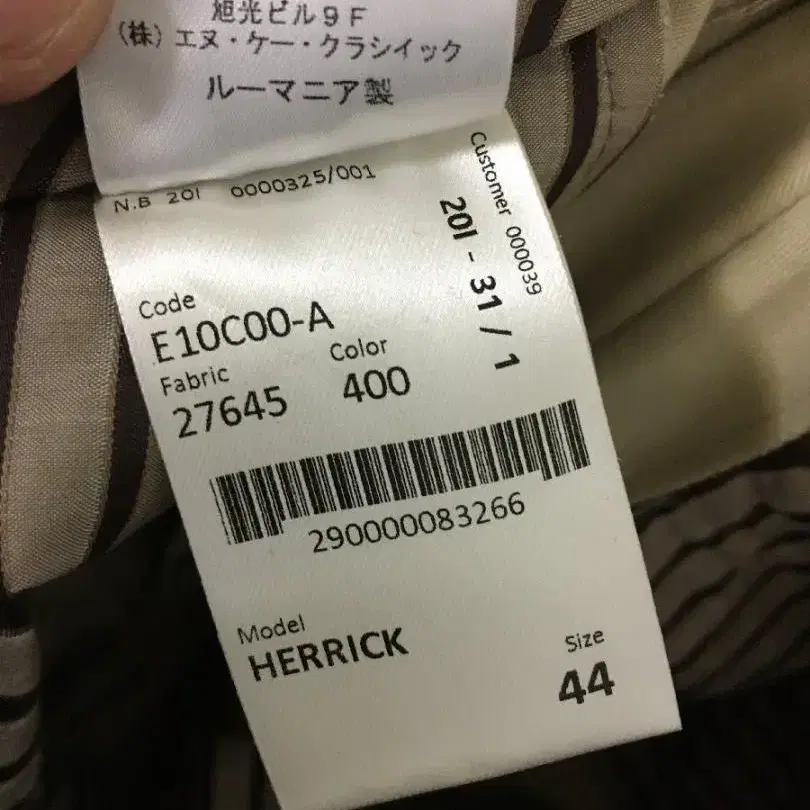 旭光ビル9F
(株)エヌ・ケー・クラシイック
ルーマニア製
N.B 20I 0000325/001
Customer 000039
20I - 31 / 1
Code
E10C00-A
Fabric Color
27645 400
290000083266
Model
HERRICK
Size
44